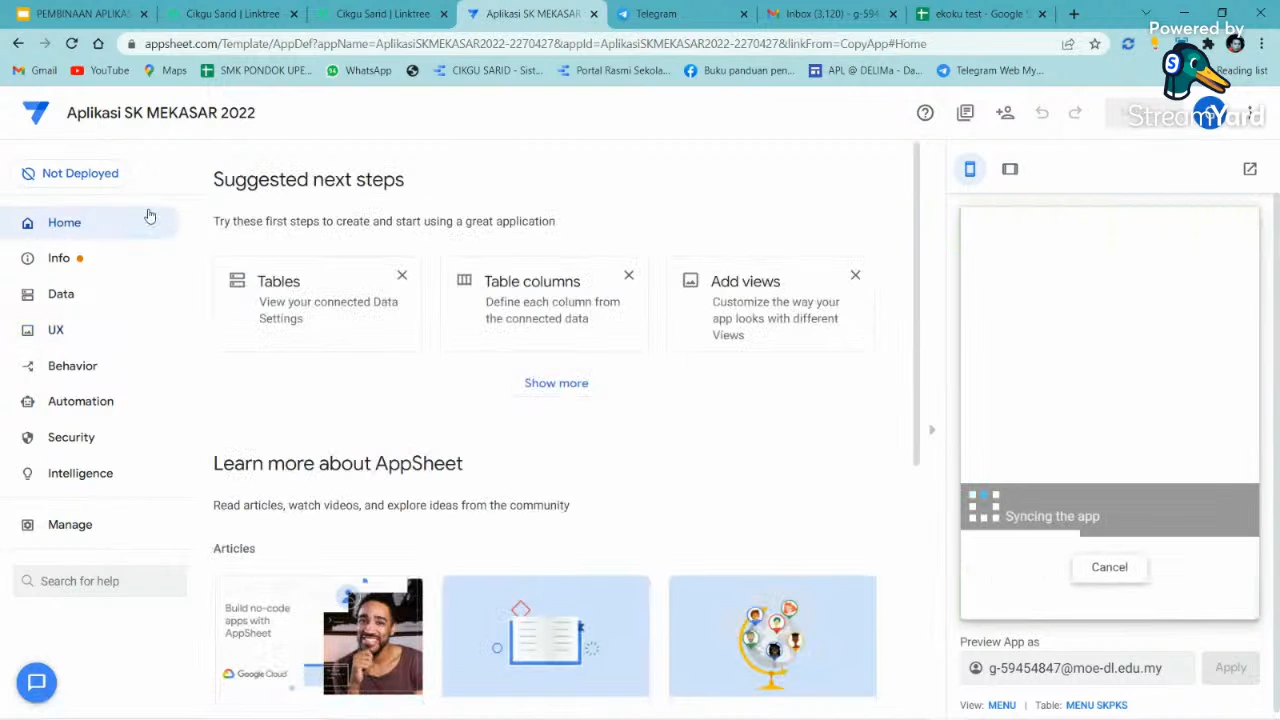 PEMBINAAN APLIKAS
Cikgu Sarid | Linktree
Cikgu Sarid | Linktree
Aplikasi SK MEKASAR
Telegram
Inbox (3,120) - g-594
ekoku test - Google S
appsheet.com/Template/AppDef?appName=AplikasiSKMEKASAR2022-2270427&appId=AplikasiSKMEKASAR2022-2270427&linkFrom=CopyApp#Home
Gmail
YouTube
Maps
SMK PONDOK UPE...
WhatsApp
CIKGU SARID - Sist...
Portal Rasmi Sekola...
Buku panduan pen...
APL @ DELIMa - Da...
Telegram Web My...
Reading list
Powered by
StreamYard
Aplikasi SK MEKASAR 2022
Not Deployed
Home
Info
Data
UX
Behavior
Automation
Security
Intelligence
Manage
Search for help
Suggested next steps
Try these first steps to create and start using a great application
Tables
View your connected Data
Settings
Table columns
Define each column from
the connected data
Add views
Customize the way your
app looks with different
Views
Show more
Learn more about AppSheet
Read articles, watch videos, and explore ideas from the community
Articles
Build no-code
apps with
AppSheet
Google Cloud
Syncing the app
Cancel
Preview App as
g-59494847@moe-dl.edu.my
Apply
View: MENU | Table: MENU SKPKS